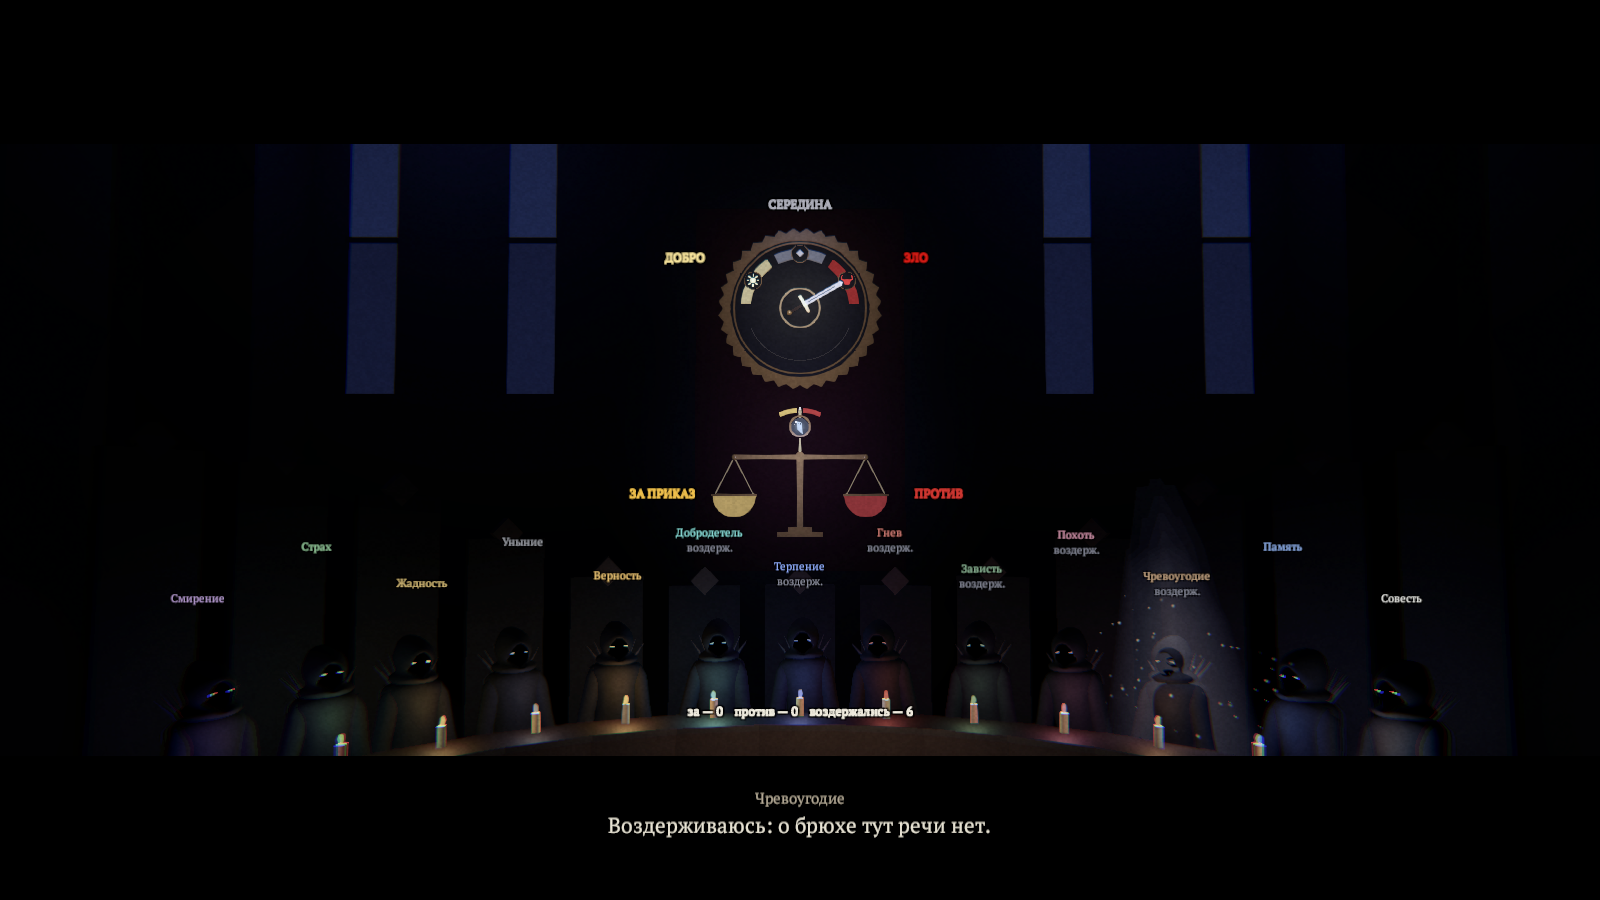 СЕРЕДИНА
ДОБРО
ЗЛО
ЗА ПРИКАЗ
ПРОТИВ
Добродетель
воздерж.
Гнев
воздерж.
Похоть
воздерж.
Страх
Уныние
Память
Терпение
воздерж.
Жадность
Верность
Зависть
воздерж.
Чревоугодие
воздерж.
Смирение
Совесть
за — 0 против — 0 воздержались — 6
Чревоугодие
Воздерживаюсь: о брюхе тут речи нет.